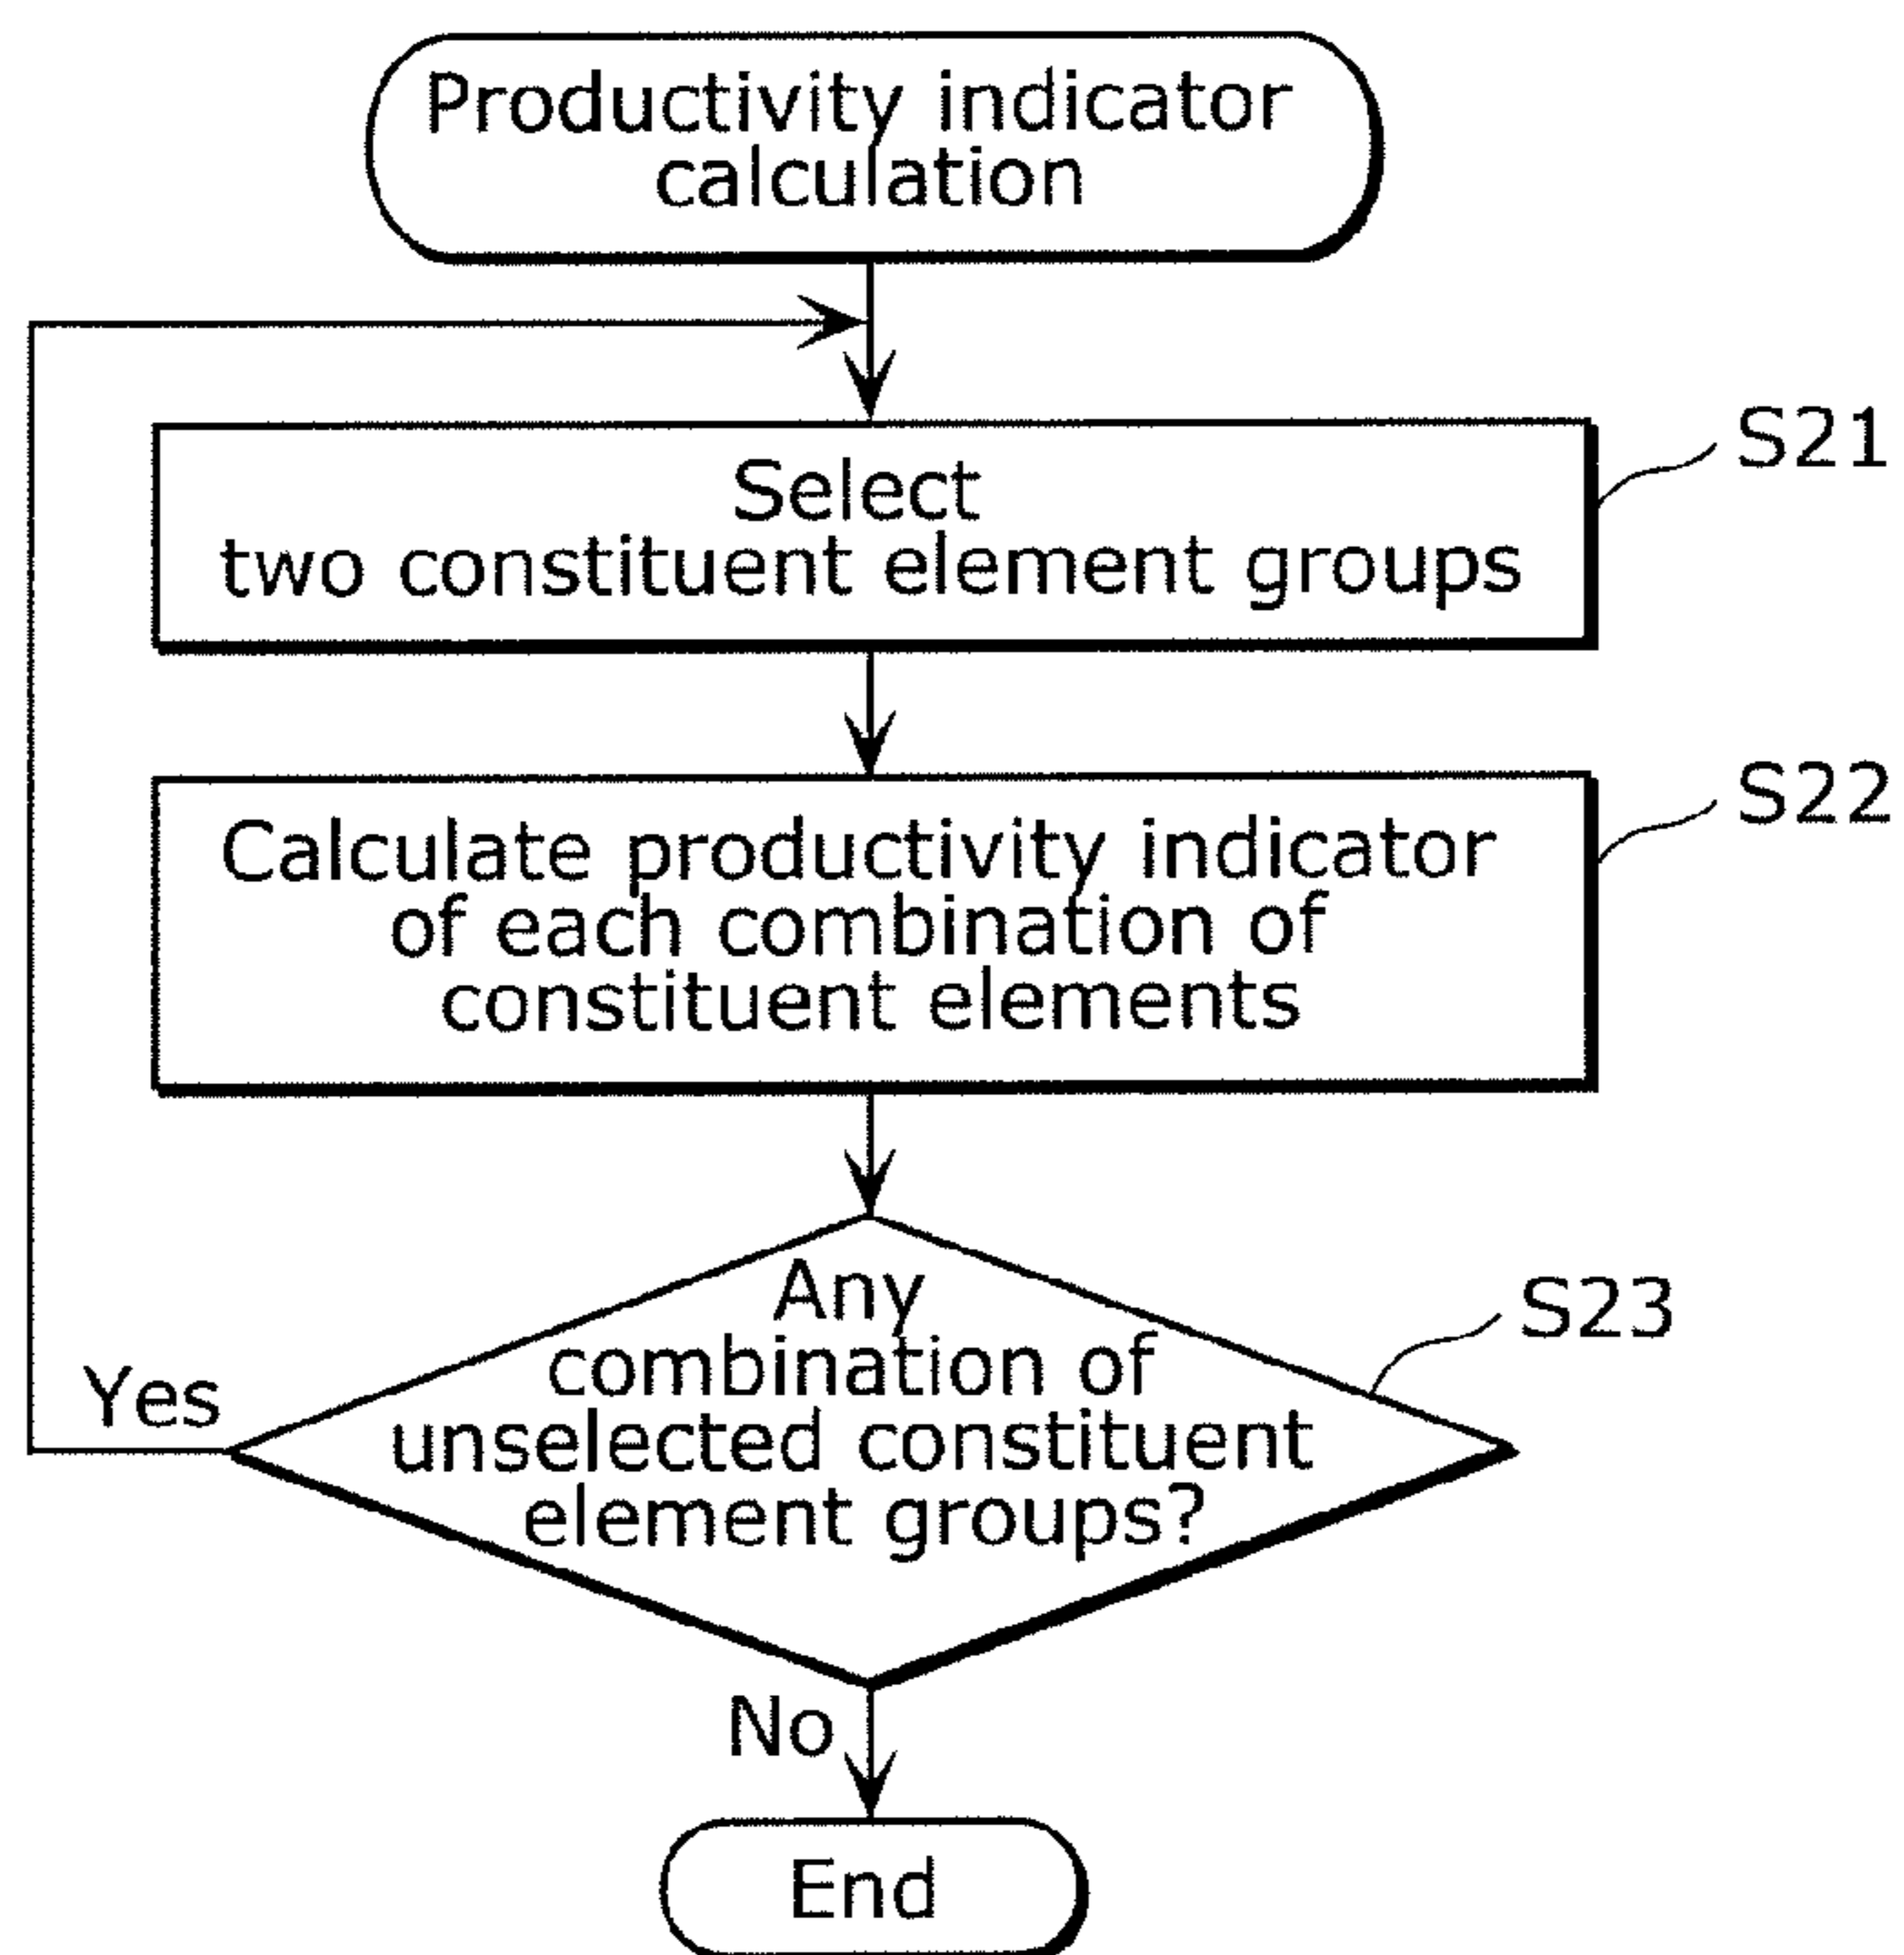 Productivity indicator
calculation
Select
two constituent element groups
S21
Calculate productivity indicator
of each combination of
constituent elements
S22
Any
combination of
unselected constituent
element groups?
S23
Yes
No
End